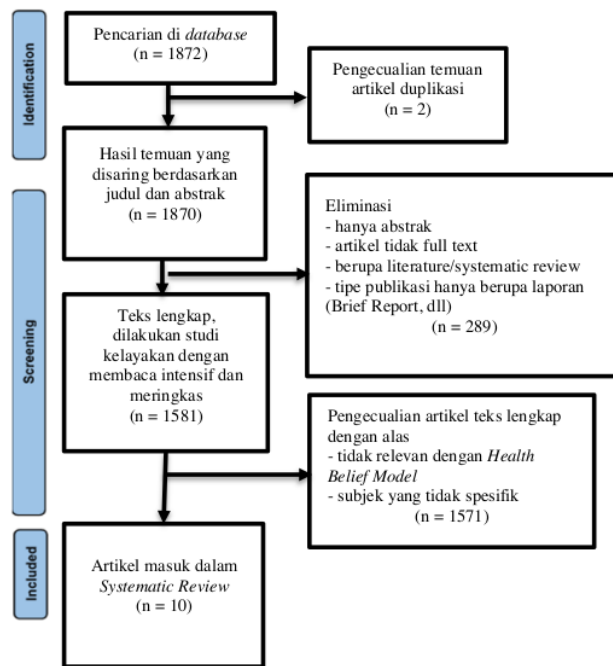 Identification
Pencarian di database
(n = 1872)
Pengecualian temuan
artikel duplikasi
(n = 2)
Screening
Hasil temuan yang
disaring berdasarkan
judul dan abstrak
(n = 1870)
Eliminasi
- hanya abstrak
- artikel tidak full text
- berupa literature/systematic review
- tipe publikasi hanya berupa laporan
(Brief Report, dll)
(n = 289)
Teks lengkap,
dilakukan studi
kelayakan dengan
membaca intensif dan
meringkas
(n = 1581)
Pengecualian artikel teks lengkap
dengan alas
- tidak relevan dengan Health
Belief Model
- subjek yang tidak spesifik
(n = 1571)
Included
Artikel masuk dalam
Systematic Review
(n = 10)